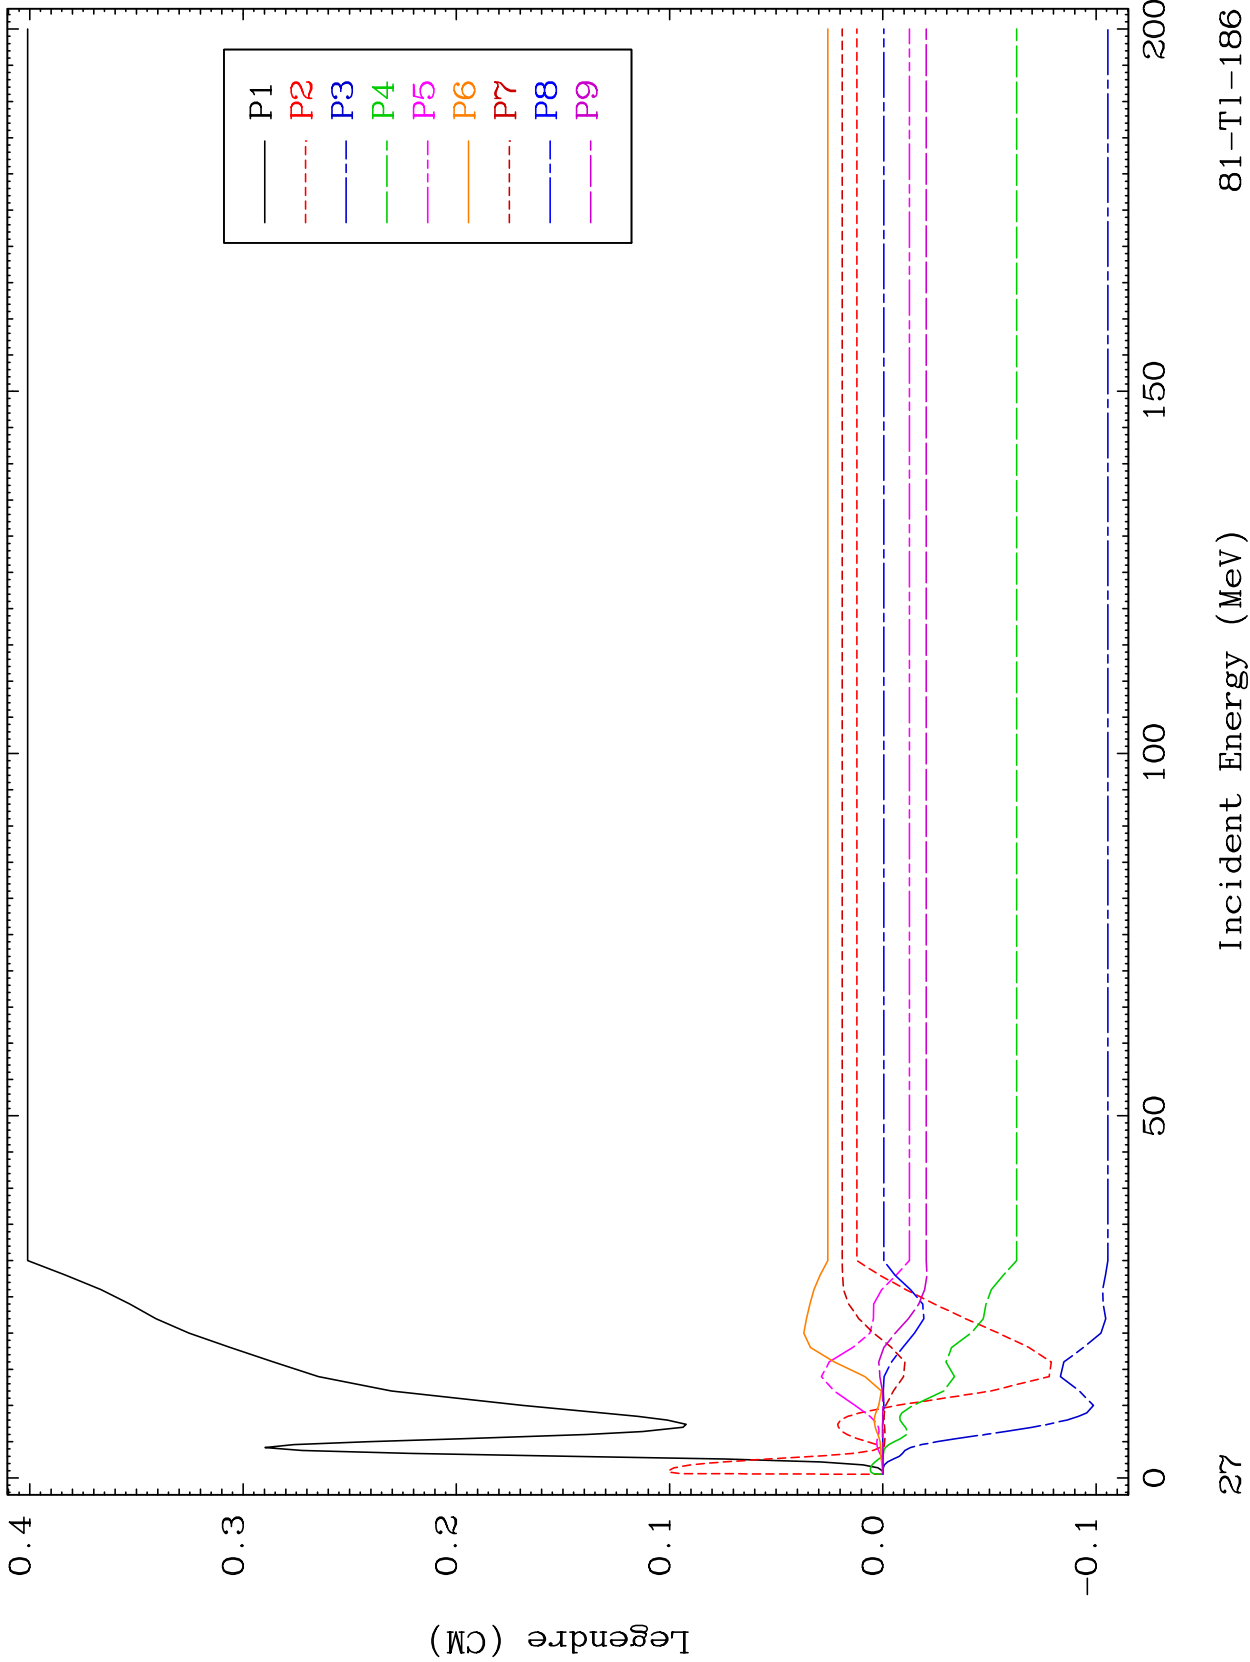 P1
P2
P3
P4
P5
P6
P7
P8
P9
0.4
0.3
0.2
0.1
0.0
-0.1
Legendre (CM)
0
50
100
150
200
Incident Energy (MeV)
27
81-Tl-186